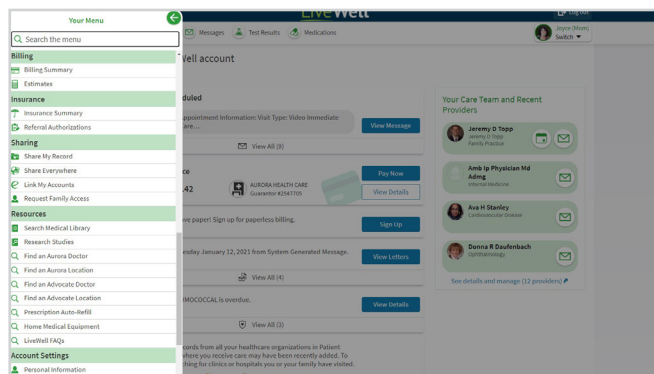 LiveWell
Log out
Your Menu
Search the menu
Billing
Billing Summary
Estimates
Insurance
Insurance Summary
Referral Authorizations
Sharing
Share My Record
Share Everywhere
Link My Accounts
Request Family Access
Resources
Search Medical Library
Research Studies
Find an Aurora Doctor
Find an Aurora Location
Find an Advocate Doctor
Find an Advocate Location
Prescription Auto-Refill
Home Medical Equipment
LiveWell FAQs
Account Settings
Personal Information
Messages
Test Results
Medications
Joyce (Mom)
Switch
Well account
duled
ppointment Information: Visit Type: Video Immediate
are...
View Message
View All (9)
ce
.42
AURORA HEALTH CARE
Guarantor #2547705
Pay Now
View Details
ve paper! Sign up for paperless billing.
Sign Up
esday January 12, 2021 from System Generated Message.
View Letters
View All (4)
UMOCOCCAL is overdue.
View Details
View All (3)
cords from all your healthcare organizations in Patient
where you receive care may have been recently added. To
ching for clinics or hospitals you or your family have visited.
Your Care Team and Recent
Providers
Jeremy D Topp
Jeremy D Topp
Family Practice
Amb Ip Physician Md
Admg
Internal Medicine
Ava H Stanley
Cardiovascular Disease
Donna R Daufenbach
Ophthalmology
See details and manage (12 providers)